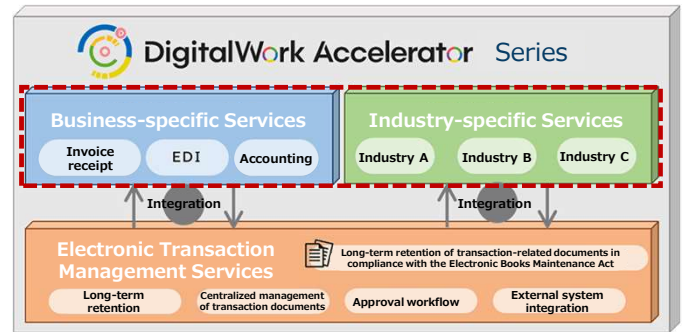 DigitalWork Accelerator Series
Business-specific Services
Invoice
receipt
EDI
Accounting
Industry-specific Services
Industry A
Industry B
Industry C
Integration
Integration
Electronic Transaction
Management Services
Long-term retention of transaction-related documents in
compliance with the Electronic Books Maintenance Act
Long-term
retention
Centralized management
of transaction documents
Approval workflow
External system
integration